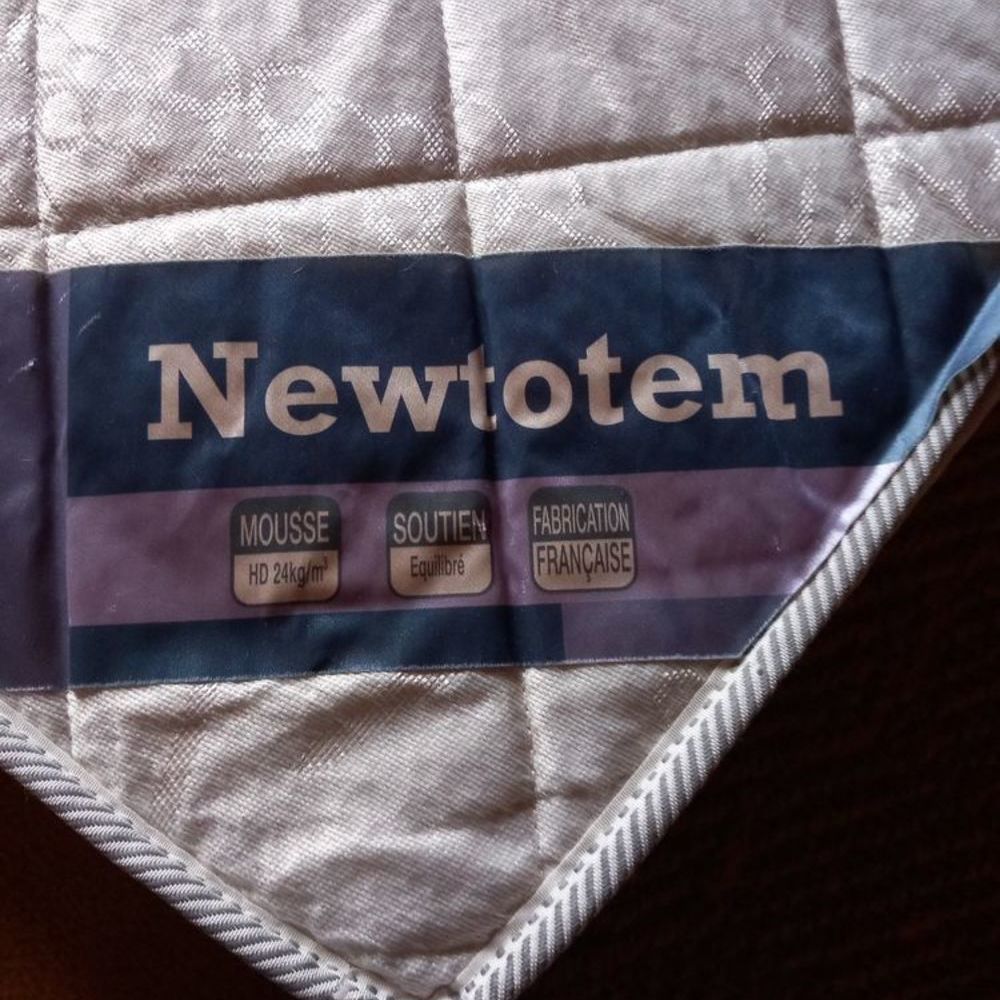 Newtotem
MOUSSE
HD 24kg/m³
SOUTIEN
Equilibré
FABRICATION
FRANÇAISE